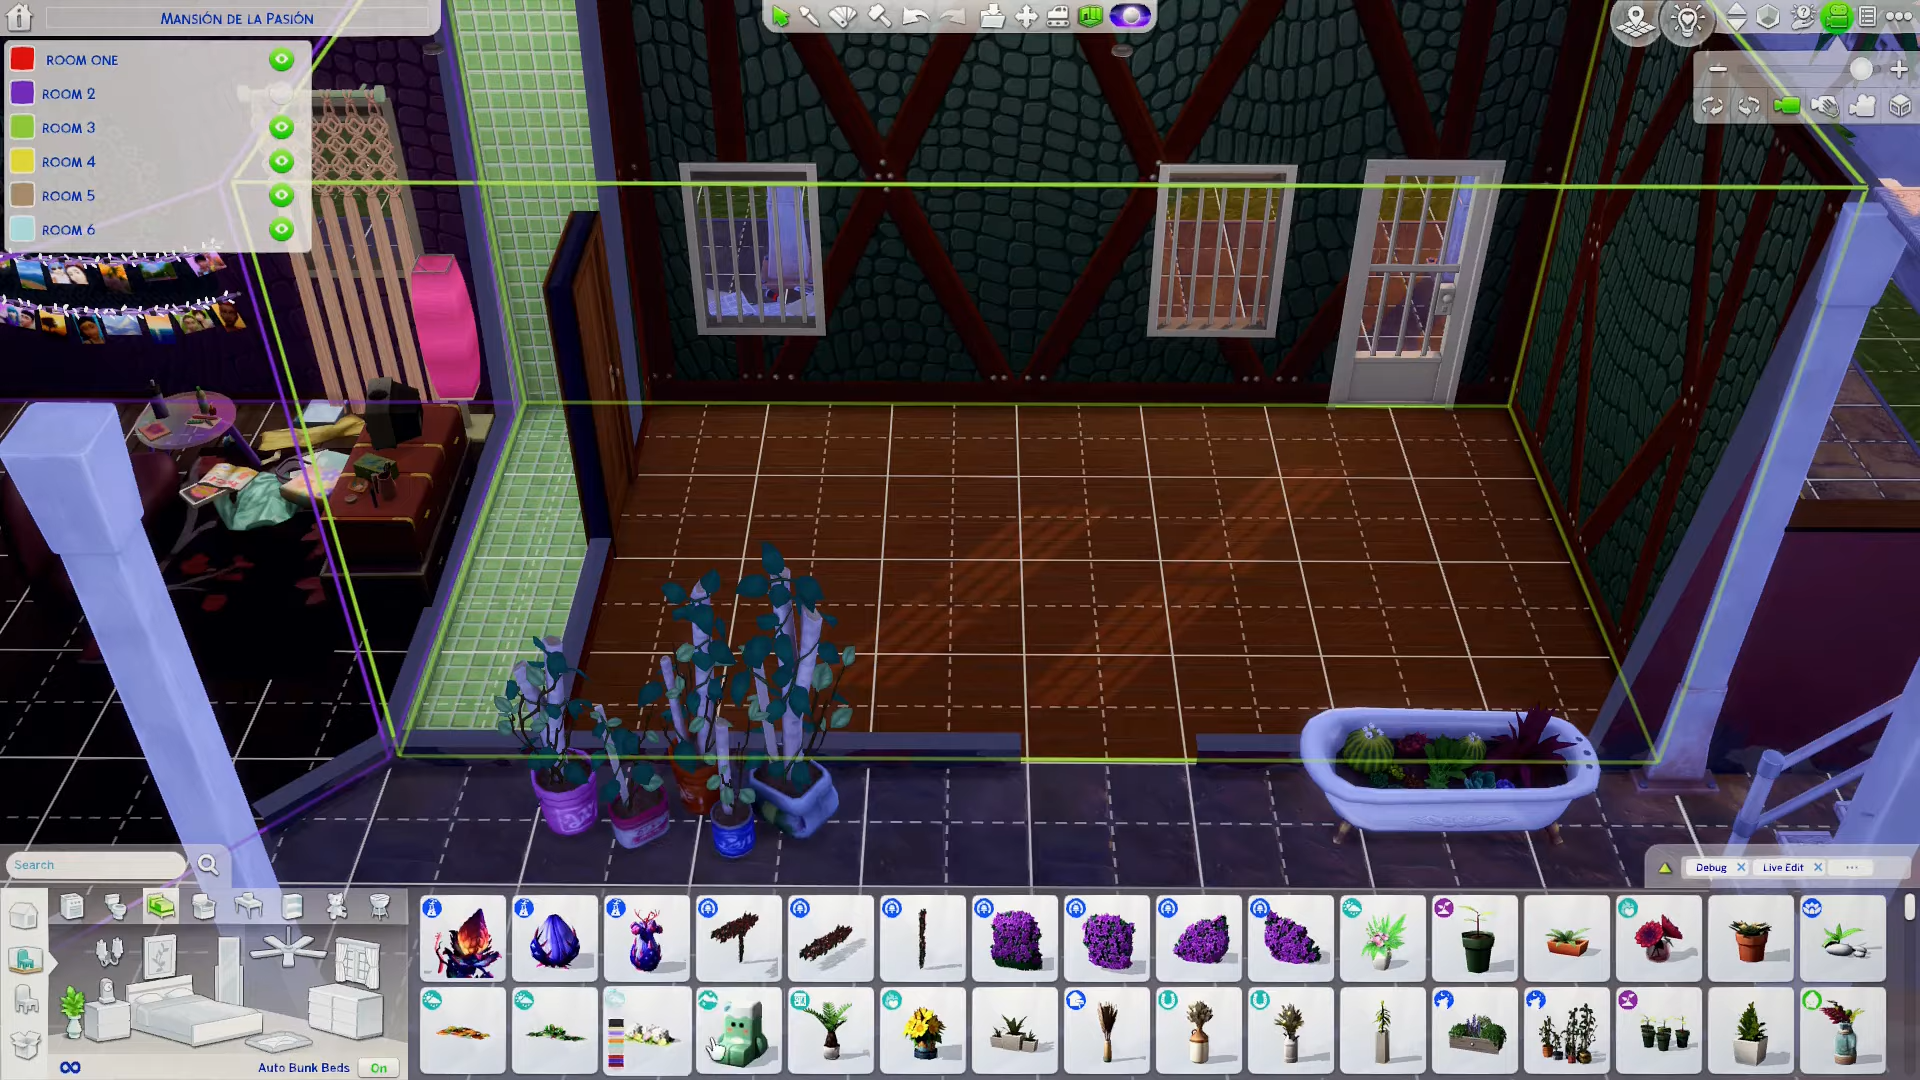 MANSIÓN DE LA PASIÓN
ROOM ONE
ROOM 2
ROOM 3
ROOM 4
ROOM 5
ROOM 6
Search
Debug
Live Edit
Auto Bunk Beds On